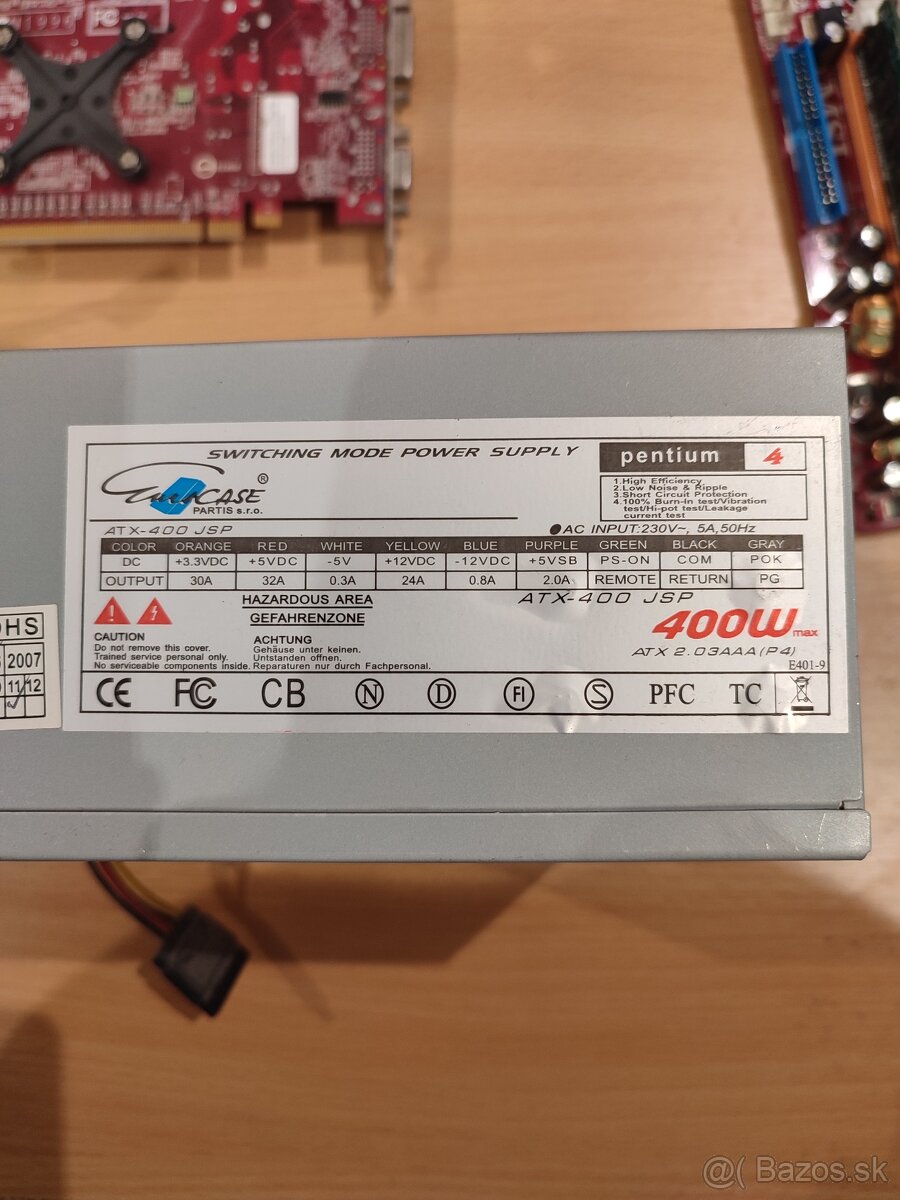 FC
SWITCHING MODE POWER SUPPLY
pentium 4
EuroCASE ®
PARTIS s.r.o.
1.High Efficiency
2.Low Noise & Ripple
3.Short Circuit Protection
4.100% Burn-In test/Vibration
test/Hi-pot test/Leakage
current test
ATX-400 JSP
AC INPUT:230V~, 5A,50Hz
COLOR ORANGE RED WHITE YELLOW BLUE PURPLE GREEN BLACK GRAY
DC +3.3VDC +5VDC -5V +12VDC -12VDC +5VSB PS-ON COM POK
OUTPUT 30A 32A 0.3A 24A 0.8A 2.0A REMOTE RETURN PG
HAZARDOUS AREA
GEFAHRENZONE
ATX-400 JSP
400W max
ATX 2.03AAA(P4)
E401-9
CAUTION
Do not remove this cover.
Trained service personal only.
No serviceable components inside.
ACHTUNG
Gehäuse unter keinen.
Umtanden offnen.
Reparaturen nur durch Fachpersonal.
CE FC CB N D FI S PFC TC
OHS
2007
11 12
@( Bazos.sk